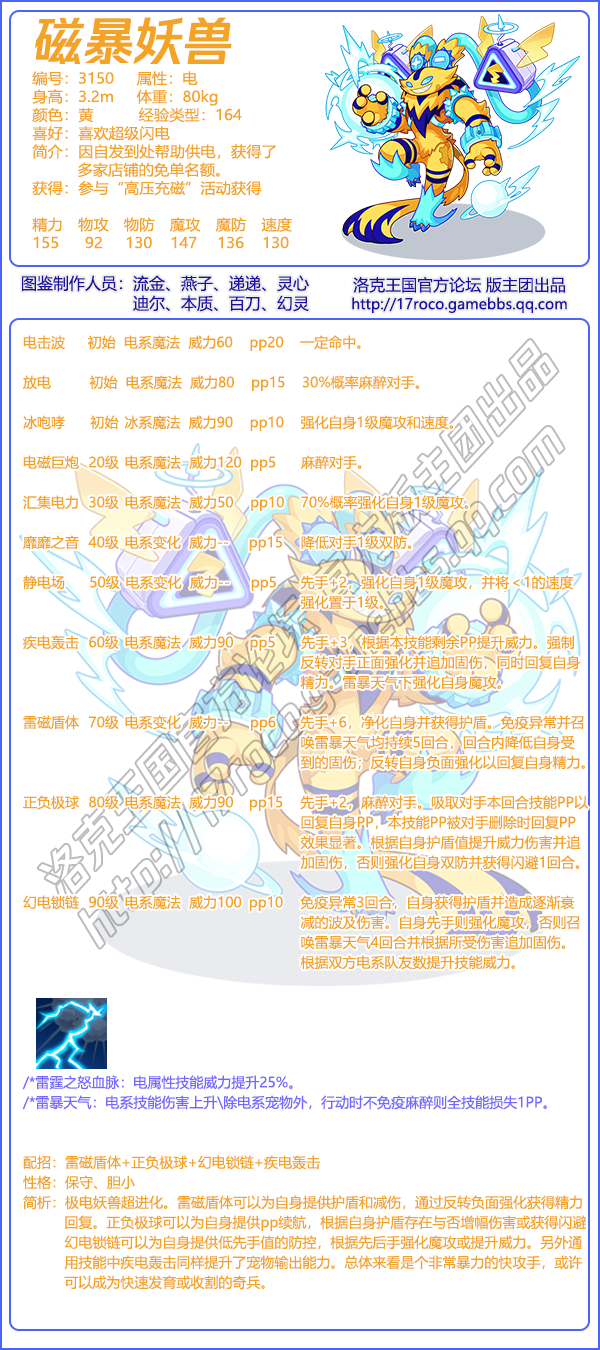 磁暴妖兽
编号：3150 属性：电
身高：3.2m 体重：80kg
颜色：黄 经验类型：164
喜好：喜欢超级闪电
简介：因自发到处帮助供电，获得了
多家店铺的免单名额。
获得：参与“高压充磁”活动获得
精力 物攻 物防 魔攻 魔防 速度
155 92 130 147 136 130
图鉴制作人员：流金、燕子、递递、灵心
迪尔、本质、百刀、幻灵
洛克王国官方论坛 版主团出品
http://17roco.gamebbs.qq.com
电击波 初始 电系魔法 威力60 pp20 一定命中。
放电 初始 电系魔法 威力80 pp15 30%概率麻醉对手。
冰咆哮 初始 冰系魔法 威力90 pp10 强化自身1级魔攻和速度。
电磁巨炮 20级 电系魔法 威力120 pp5 麻醉对手。
汇集电力 30级 电系魔法 威力50 pp10 70%概率强化自身1级魔攻。
靡靡之音 40级 电系变化 威力-- pp15 降低对手1级双防。
静电场 50级 电系变化 威力-- pp5 先手+2，强化自身1级魔攻，并将＜1的速度
强化置于1级。
疾电轰击 60级 电系魔法 威力90 pp5 先手+3，根据本技能剩余PP提升威力。强制
反转对手正面强化并追加固伤，同时回复自身
精力。雷暴天气下强化自身魔攻。
雷磁盾体 70级 电系变化 威力-- pp6 先手+6，净化自身并获得护盾。免疫异常并召
唤雷暴天气均持续5回合，回合内降低自身受
到的固伤；反转自身负面强化以回复自身精力。
正负极球 80级 电系魔法 威力90 pp15 先手+2，麻醉对手。吸取对手本回合技能PP以
回复自身PP，本技能PP被对手删除时回复PP
效果显著。根据自身护盾值提升威力伤害并追
加固伤，否则强化自身双防并获得闪避1回合。
幻电锁链 90级 电系魔法 威力100 pp10 免疫异常3回合，自身获得护盾并造成逐渐衰
减的波及伤害。自身先手则强化魔攻，否则召
唤雷暴天气4回合并根据所受伤害追加固伤。
根据双方电系队友数提升技能威力。
洛克王国官方论坛版主团出品
http://17roco.gamebbs.qq.com
/*雷霆之怒血脉：电属性技能威力提升25%。
/*雷暴天气：电系技能伤害上升\除电系宠物外，行动时不免疫麻醉则全技能损失1PP。
配招：雷磁盾体+正负极球+幻电锁链+疾电轰击
性格：保守、胆小
简析：极电妖兽超进化。雷磁盾体可以为自身提供护盾和减伤，通过反转负面强化获得精力
回复。正负极球可以为自身提供pp续航，根据自身护盾存在与否增幅伤害或获得闪避
幻电锁链可以为自身提供低先手值的防控，根据先后手强化魔攻或提升威力。另外通
用技能中疾电轰击同样提升了宠物输出能力。总体来看是个非常暴力的快攻手，或许
可以成为快速发育或收割的奇兵。